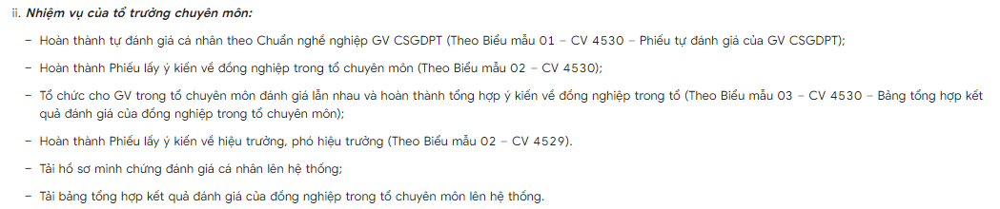 ii. Nhiệm vụ của tổ trưởng chuyên môn:
– Hoàn thành tự đánh giá cá nhân theo Chuẩn nghề nghiệp GV CSGDPT (Theo Biểu mẫu 01 – CV 4530 – Phiếu tự đánh giá của GV CSGDPT);
– Hoàn thành Phiếu lấy ý kiến về đồng nghiệp trong tổ chuyên môn (Theo Biểu mẫu 02 – CV 4530);
– Tổ chức cho GV trong tổ chuyên môn đánh giá lẫn nhau và hoàn thành tổng hợp ý kiến về đồng nghiệp trong tổ (Theo Biểu mẫu 03 – CV 4530 – Bảng tổng hợp kết
quả đánh giá của đồng nghiệp trong tổ chuyên môn);
– Hoàn thành Phiếu lấy ý kiến về hiệu trưởng, phó hiệu trưởng (Theo Biểu mẫu 02 – CV 4529).
– Tải hồ sơ minh chứng đánh giá cá nhân lên hệ thống;
– Tải bảng tổng hợp kết quả đánh giá của đồng nghiệp trong tổ chuyên môn lên hệ thống.